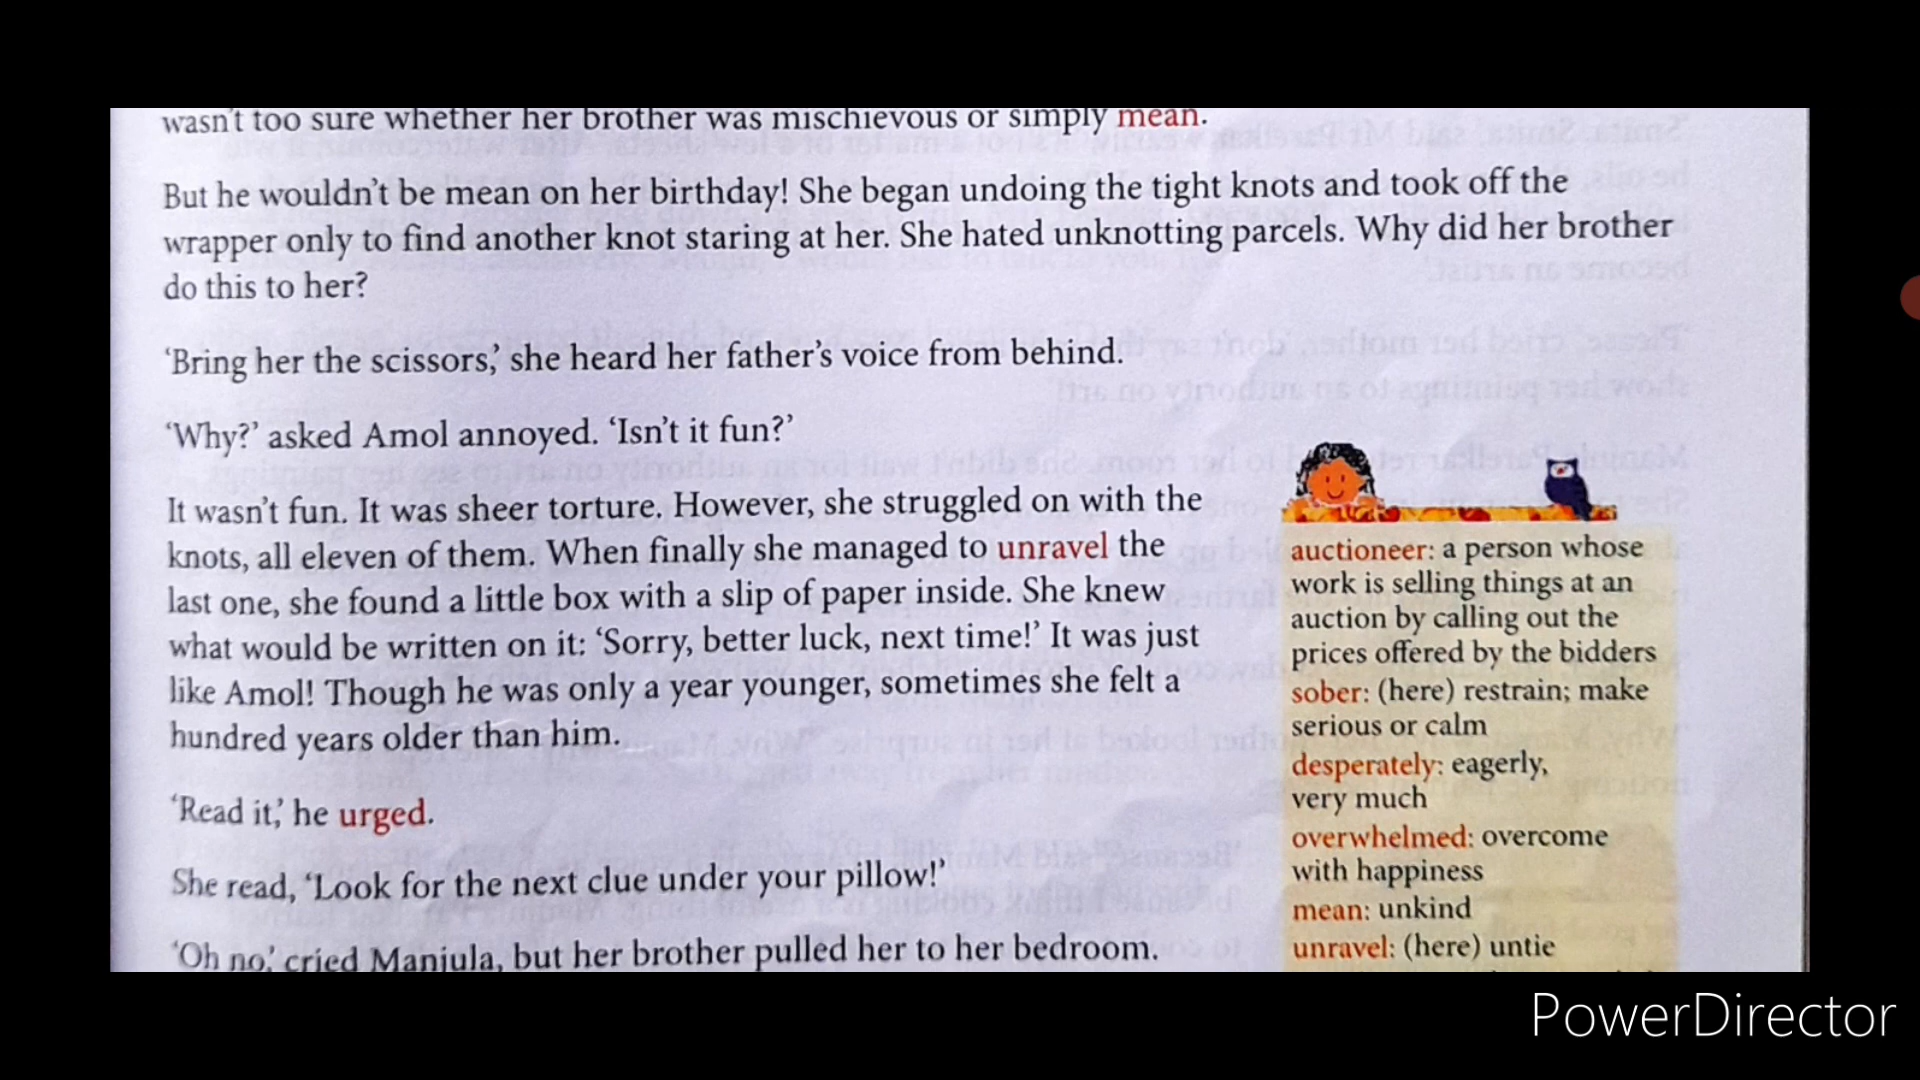 wasn't too sure whether her brother was mischievous or simply mean.
But he wouldn't be mean on her birthday! She began undoing the tight knots and took off the
wrapper only to find another knot staring at her. She hated unknotting parcels. Why did her brother
do this to her?
‘Bring her the scissors,’ she heard her father's voice from behind.
‘Why?’ asked Amol annoyed. ‘Isn't it fun?’
It wasn't fun. It was sheer torture. However, she struggled on with the
knots, all eleven of them. When finally she managed to unravel the
last one, she found a little box with a slip of paper inside. She knew
what would be written on it: ‘Sorry, better luck, next time!’ It was just
like Amol! Though he was only a year younger, sometimes she felt a
hundred years older than him.
‘Read it,’ he urged.
She read, ‘Look for the next clue under your pillow!’
‘Oh no,’ cried Manjula, but her brother pulled her to her bedroom.
auctioneer: a person whose
work is selling things at an
auction by calling out the
prices offered by the bidders
sober: (here) restrain; make
serious or calm
desperately: eagerly,
very much
overwhelmed: overcome
with happiness
mean: unkind
unravel: (here) untie
PowerDirector